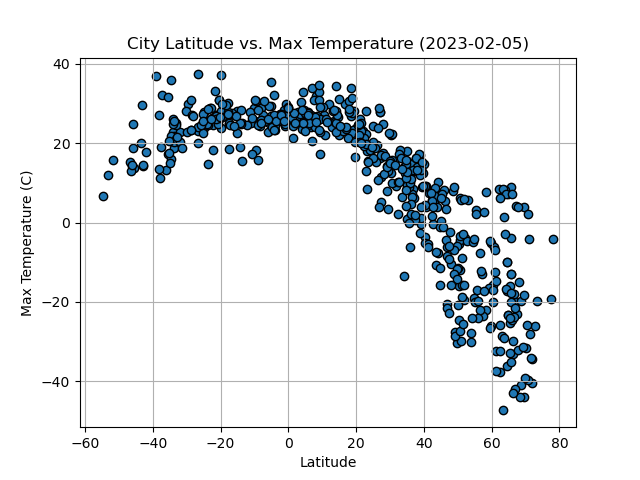 City Latitude vs. Max Temperature (2023-02-05)
40
20
0
−20
−40
Max Temperature (C)
−60 −40 −20 0 20 40 60 80
Latitude